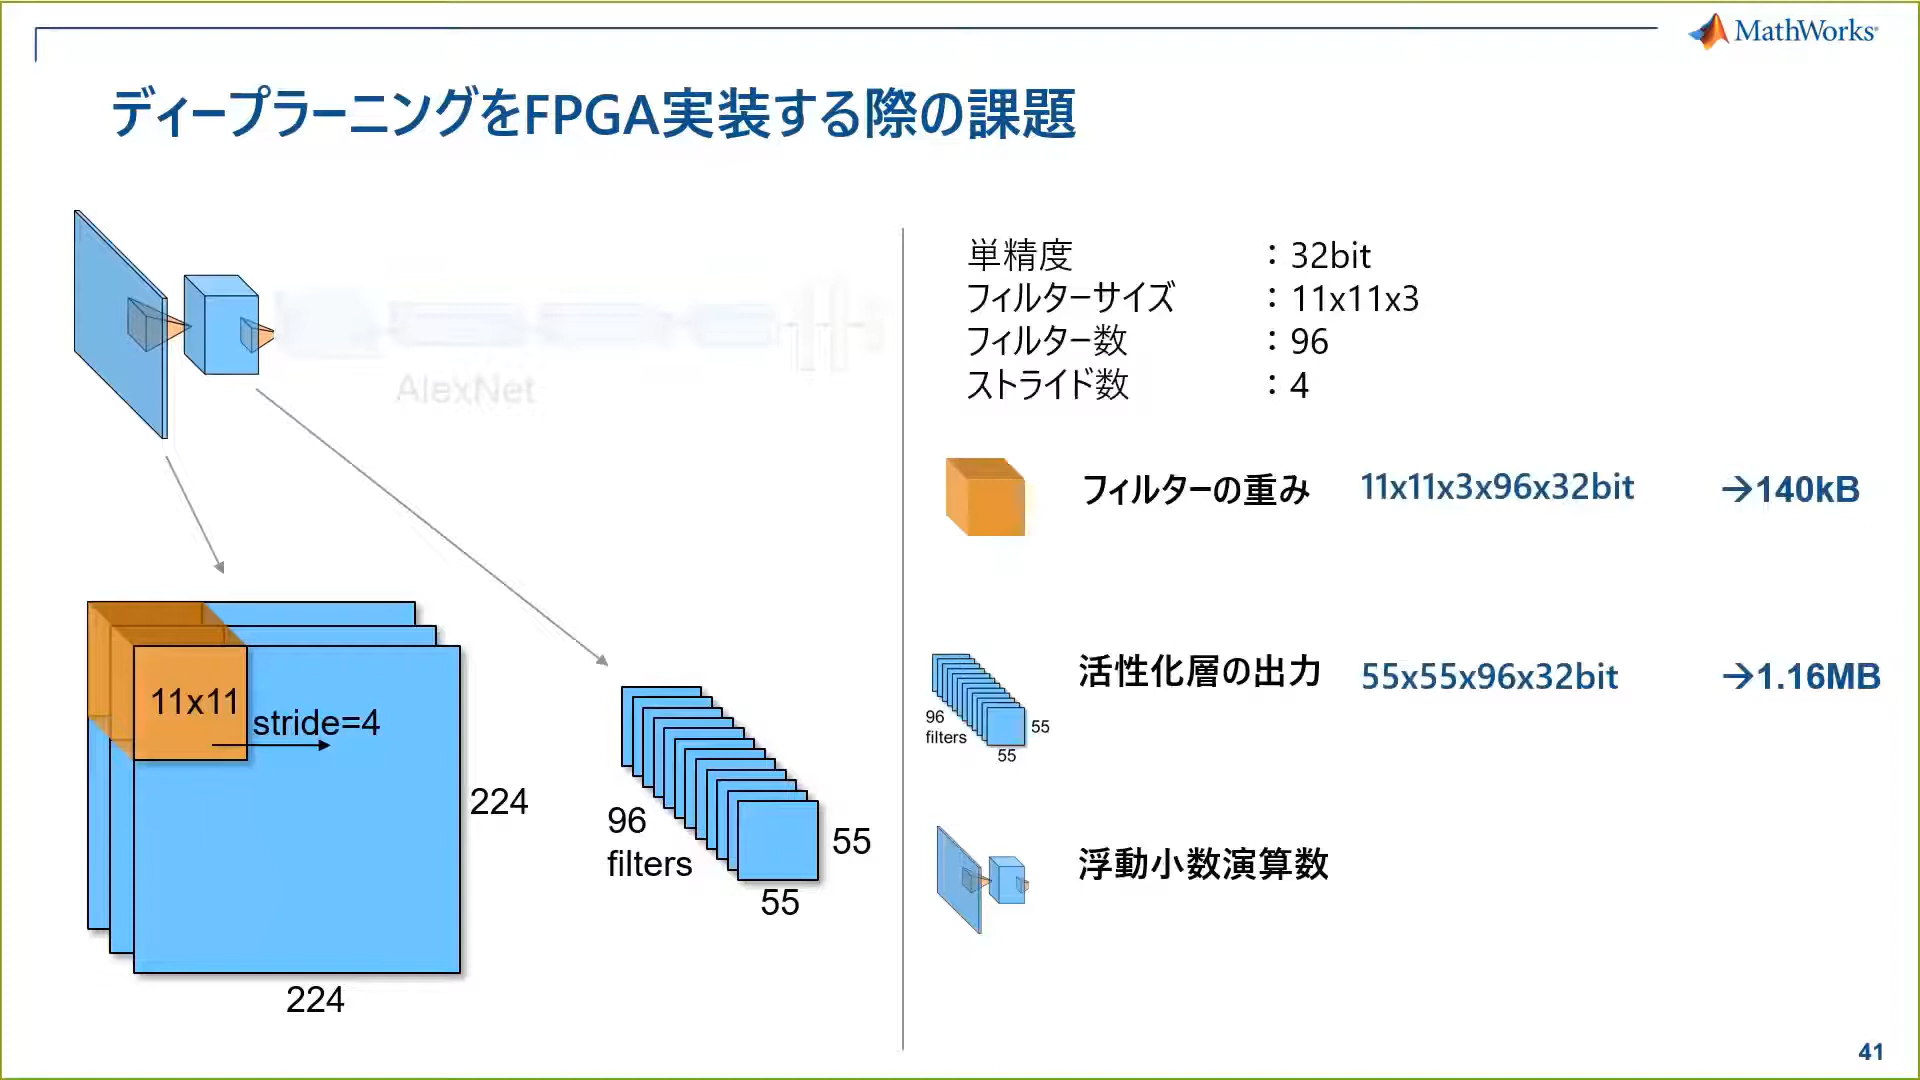 MathWorks
ディープラーニングをFPGA実装する際の課題
AlexNet
11x11
stride=4
224
224
96
filters
55
55
単精度 : 32bit
フィルターサイズ : 11x11x3
フィルター数 : 96
ストライド数 : 4
フィルターの重み 11x11x3x96x32bit →140kB
活性化層の出力 55x55x96x32bit →1.16MB
96
filters
55
55
浮動小数演算数
41